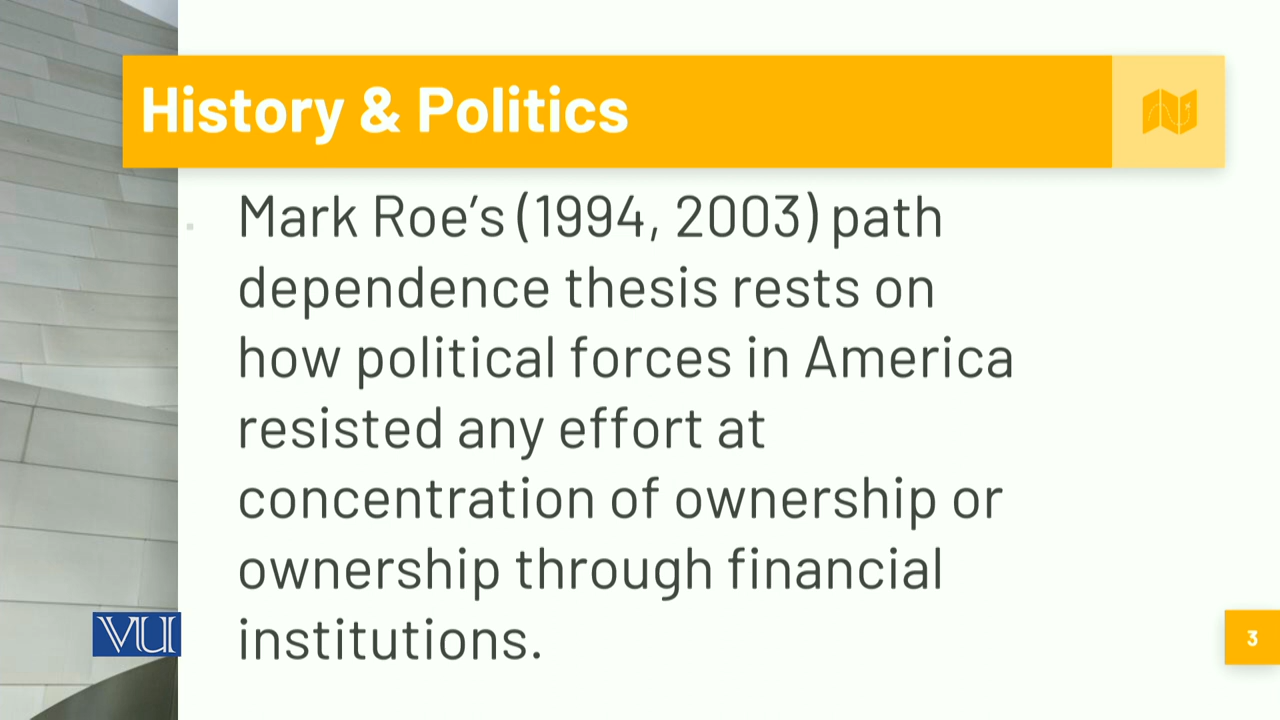 History & Politics
Mark Roe’s (1994, 2003) path
dependence thesis rests on
how political forces in America
resisted any effort at
concentration of ownership or
ownership through financial
institutions.
VU
3